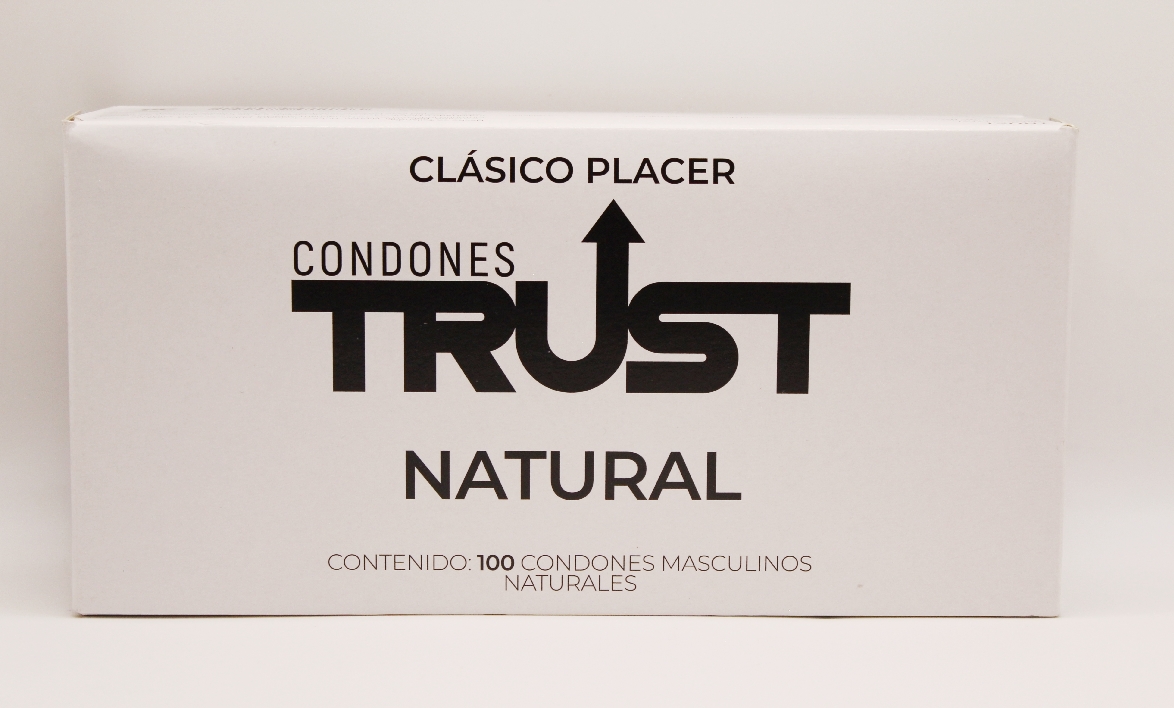 CLÁSICO PLACER
CONDONES
TRUST
NATURAL
CONTENIDO: 100 CONDONES MASCULINOS
NATURALES